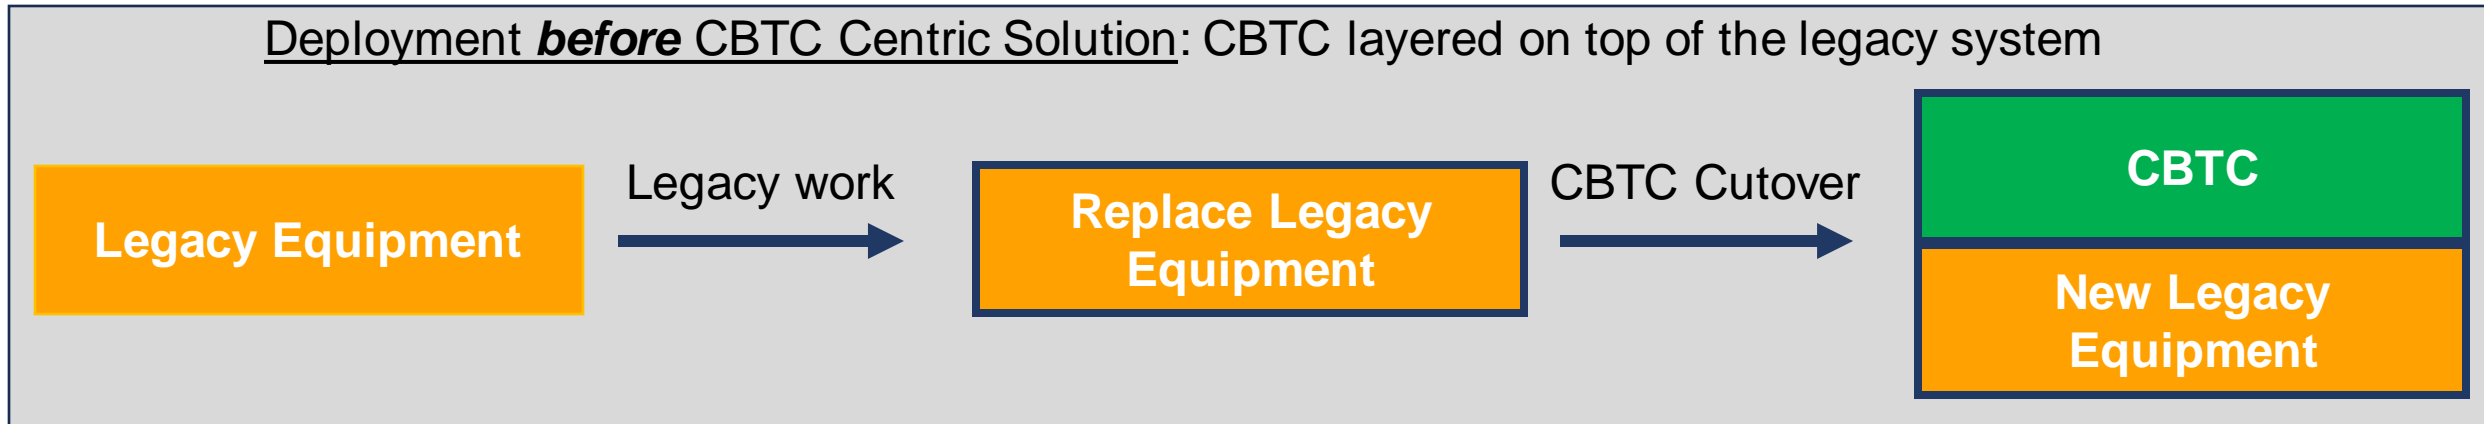 Deployment before CBTC Centric Solution: CBTC layered on top of the legacy system
Legacy Equipment
Legacy work
Replace Legacy
Equipment
CBTC Cutover
CBTC
New Legacy
Equipment